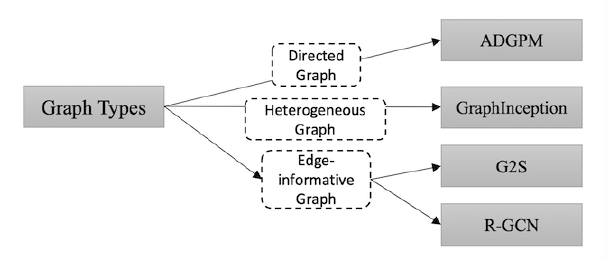 Graph Types
Directed
Graph
Heterogeneous
Graph
Edge-
informative
Graph
ADGPM
GraphInception
G2S
R-GCN